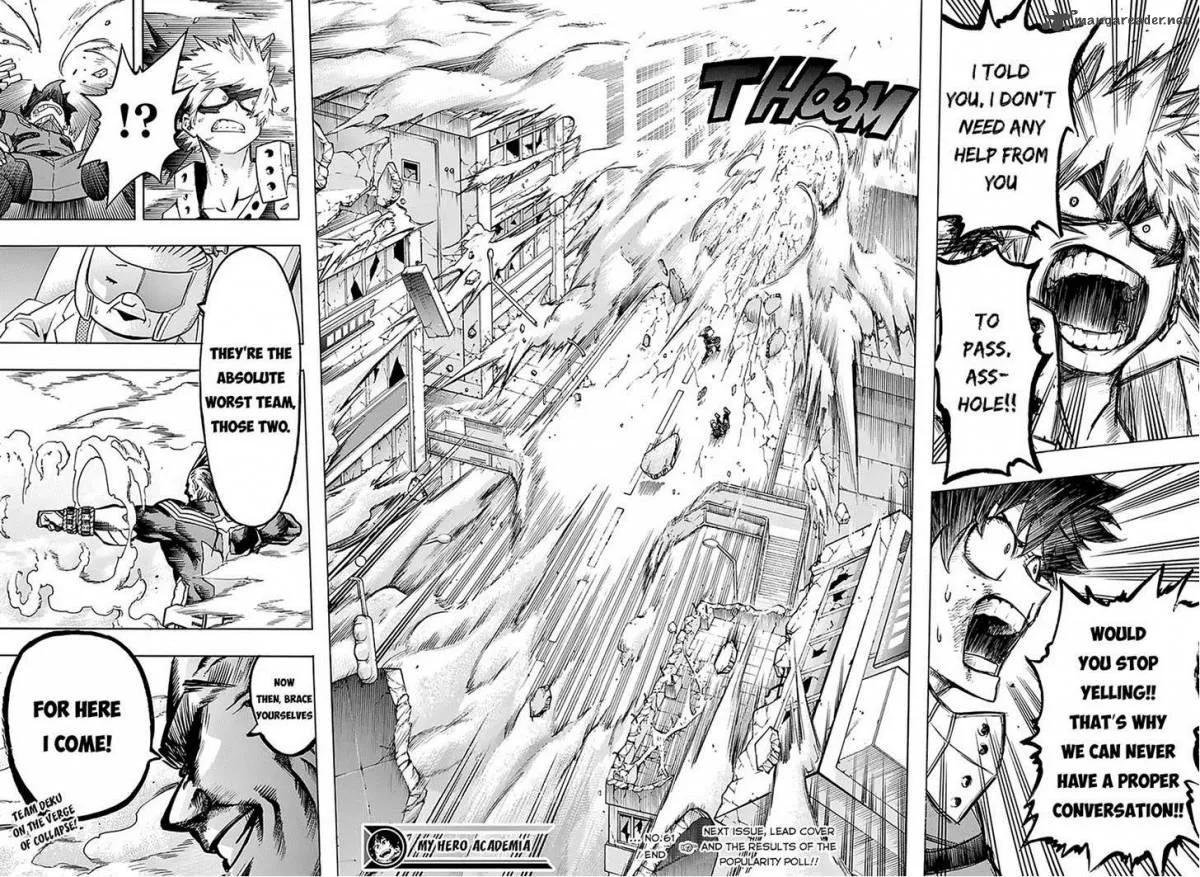 mangareader.net
I TOLD
YOU, I DON'T
NEED ANY
HELP FROM
YOU
TO
PASS,
ASS-
HOLE!!
WOULD
YOU STOP
YELLING!!
THAT'S WHY
WE CAN NEVER
HAVE A PROPER
CONVERSATION!!
THOOM
!?
THEY'RE THE
ABSOLUTE
WORST TEAM,
THOSE TWO.
NOW
THEN, BRACE
YOURSELVES
FOR HERE
I COME!
TEAM DEKU
ON THE VERGE
OF COLLAPSE!
MY HERO ACADEMIA
... NO.61
END
NEXT ISSUE, LEAD COVER
AND THE RESULTS OF THE
POPULARITY POLL!!